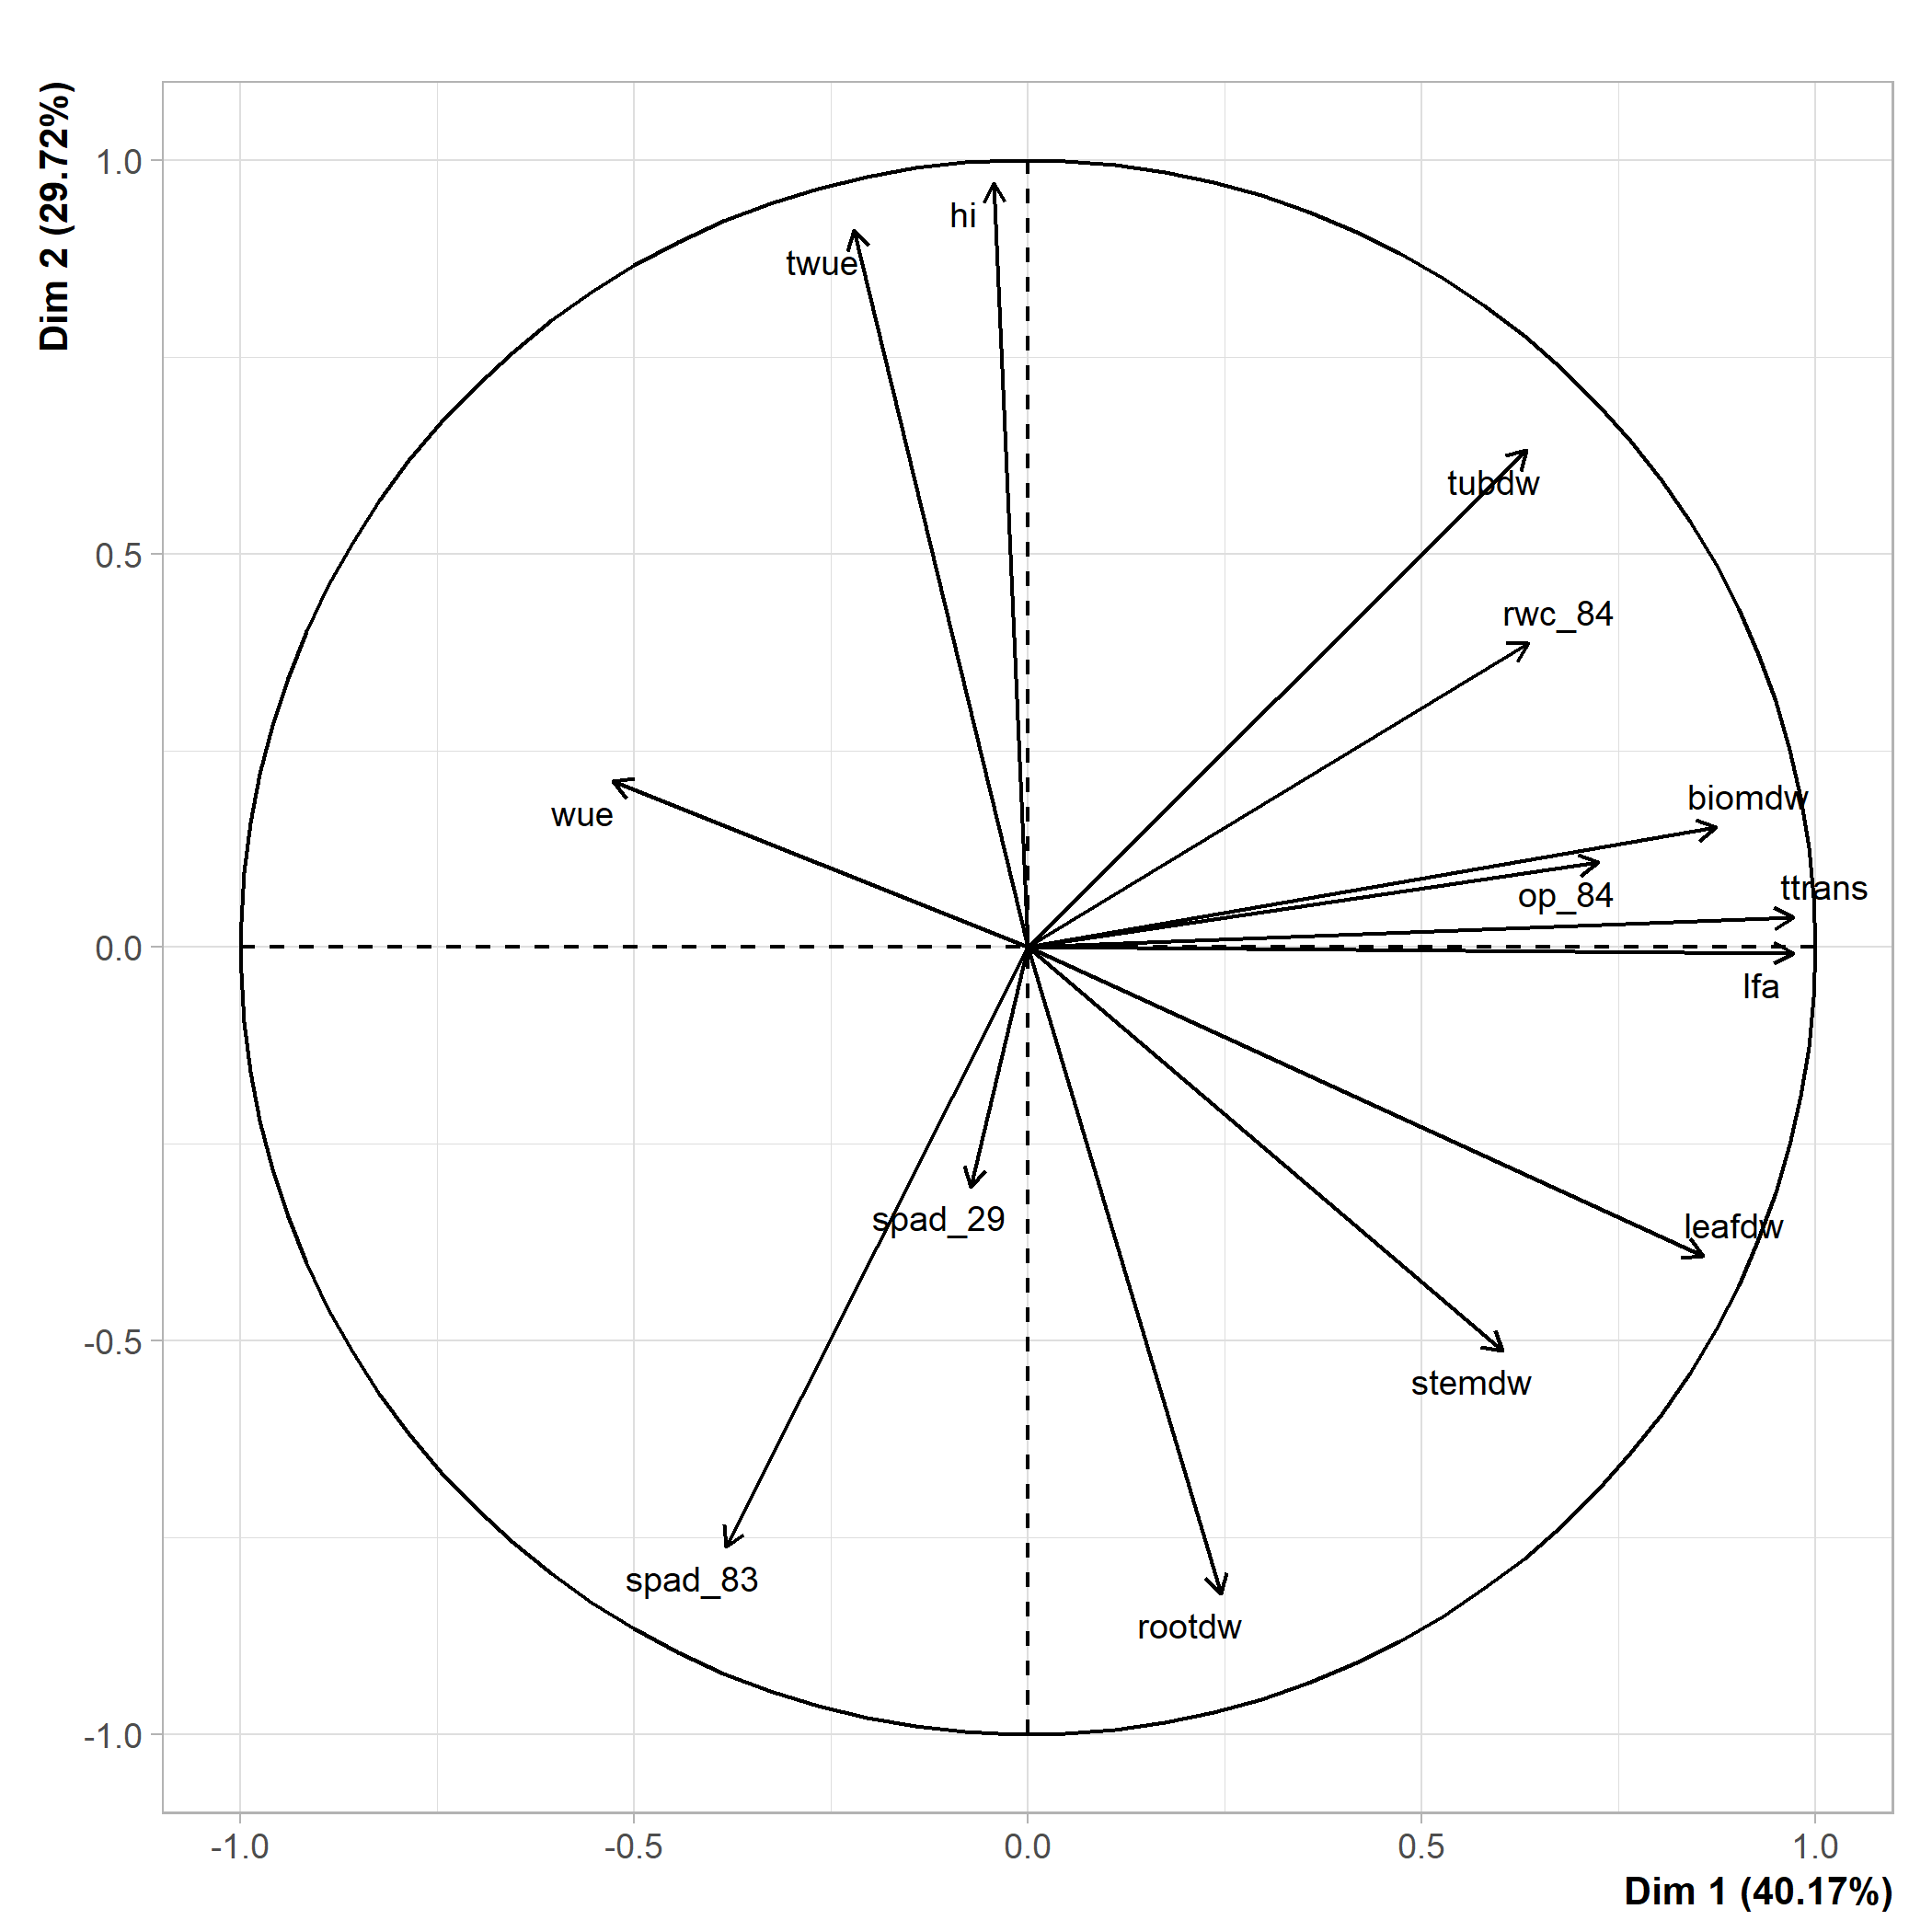 Dim 2 (29.72%)
1.0
0.5
0.0
-0.5
-1.0
hi
twue
tubdw
rwc_84
wue
biomdw
op_84
ttrans
lfa
spad_29
leafdw
stemdw
spad_83
rootdw
-1.0
-0.5
0.0
0.5
1.0
Dim 1 (40.17%)